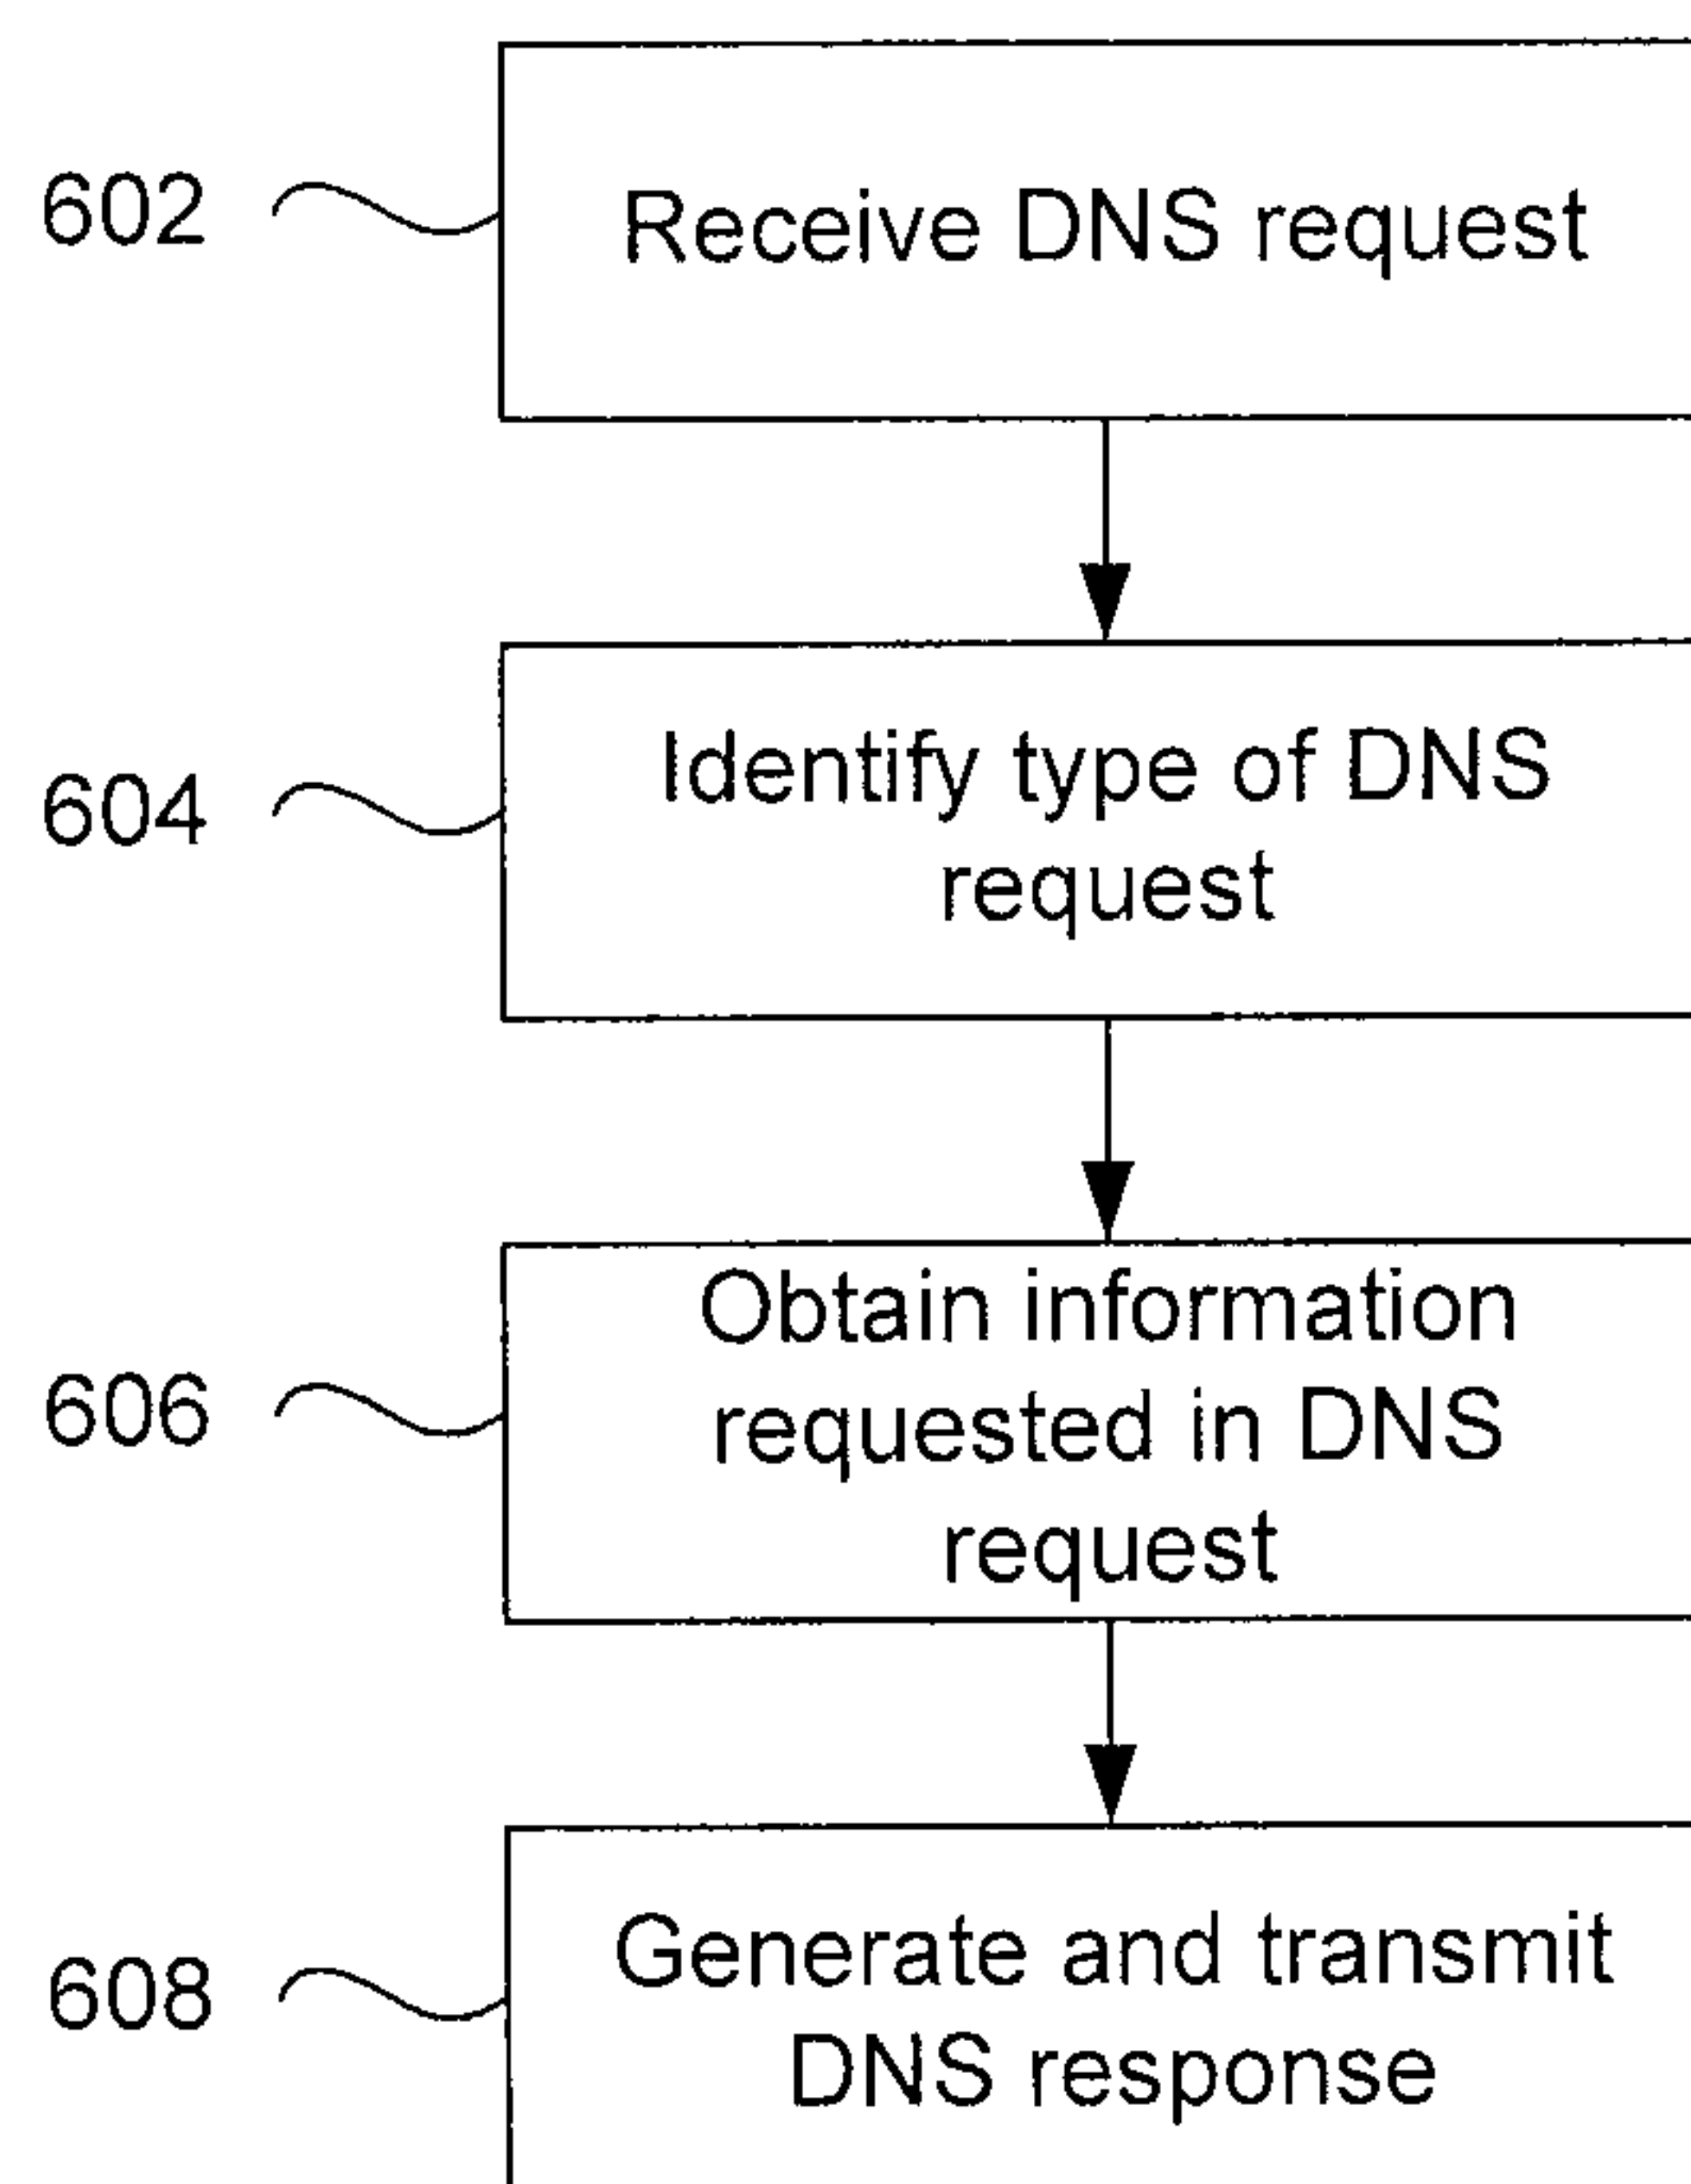 602
Receive DNS request
604
Identify type of DNS
request
606
Obtain information
requested in DNS
request
608
Generate and transmit
DNS response